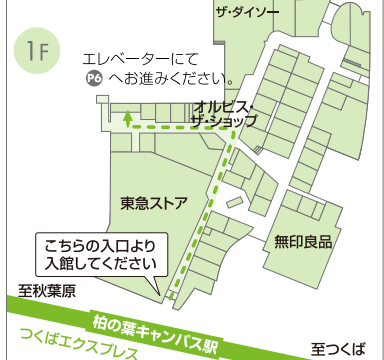 ザ・ダイソー
1F
エレベーターにて
P6 へお進みください。
オルビス・
ザ・ショップ
東急ストア
無印良品
こちらの入口より
入館してください
至秋葉原
柏の葉キャンパス駅
つくばエクスプレス
至つくば